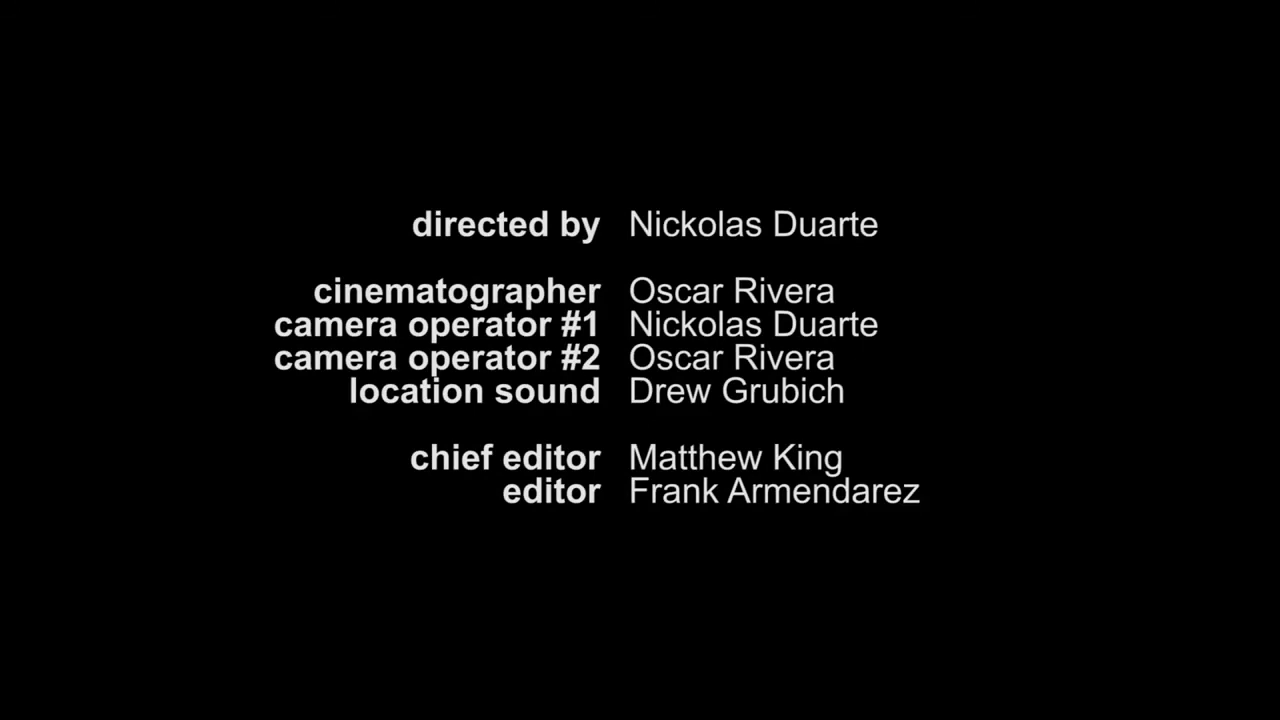 directed by Nickolas Duarte
cinematographer Oscar Rivera
camera operator #1 Nickolas Duarte
camera operator #2 Oscar Rivera
location sound Drew Grubich
chief editor Matthew King
editor Frank Armendarez